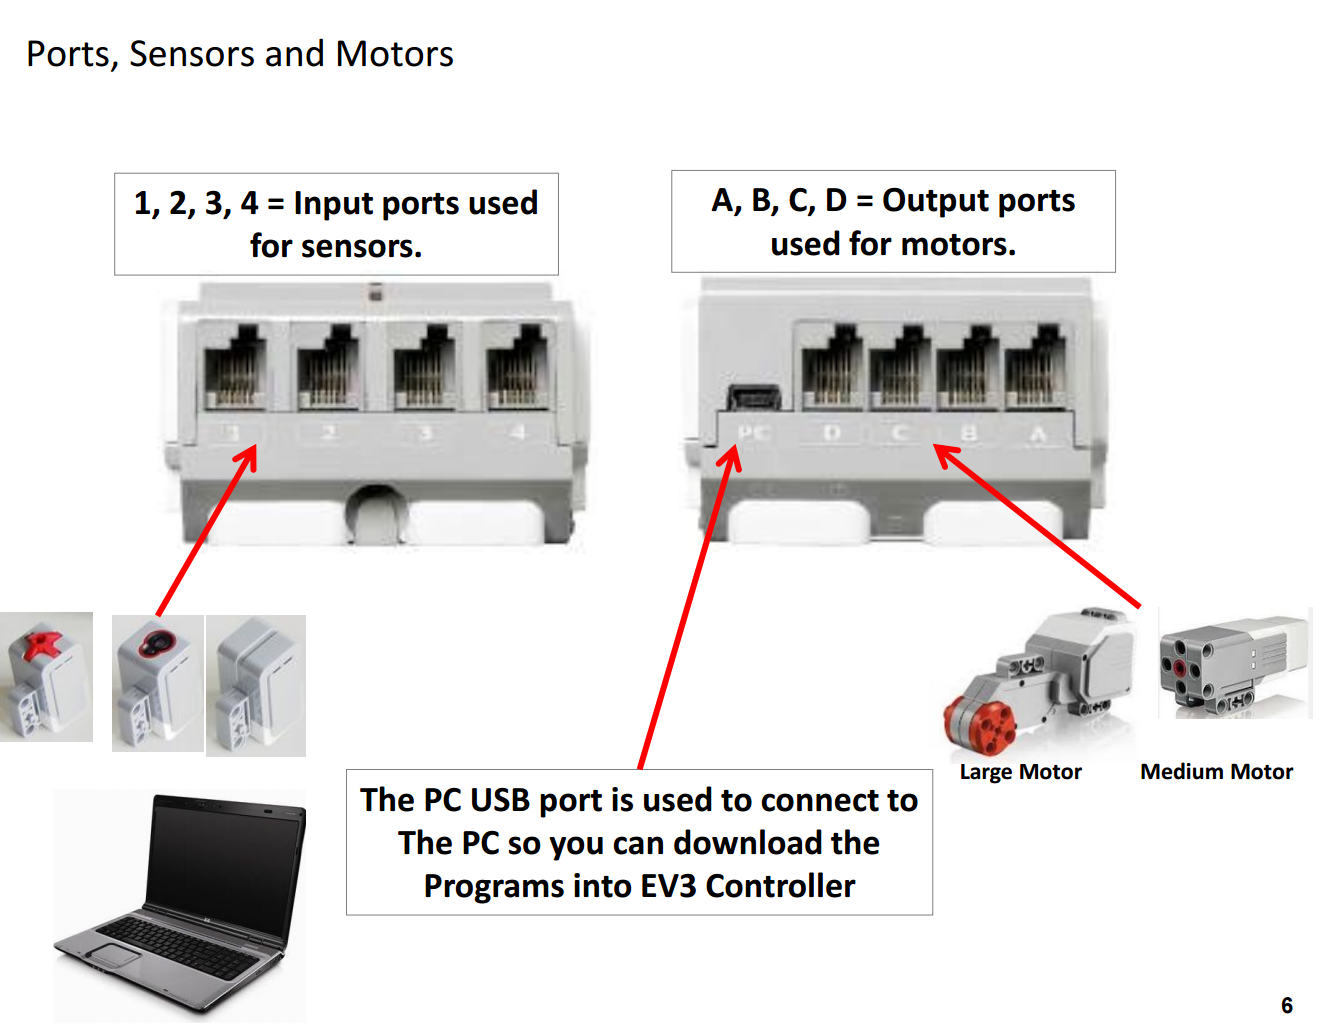 Ports, Sensors and Motors
1, 2, 3, 4 = Input ports used
for sensors.
A, B, C, D = Output ports
used for motors.
1 2 3 4
PC D C B A
Large Motor
Medium Motor
The PC USB port is used to connect to
The PC so you can download the
Programs into EV3 Controller
6